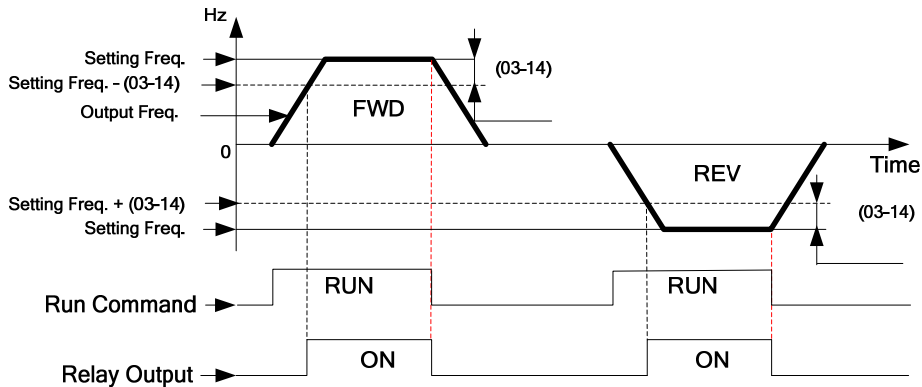 Hz
Setting Freq.
(03-14)
Setting Freq. - (03-14)
Output Freq.
FWD
0
Time
REV
Setting Freq. + (03-14)
(03-14)
Setting Freq.
Run Command
RUN
RUN
Relay Output
ON
ON